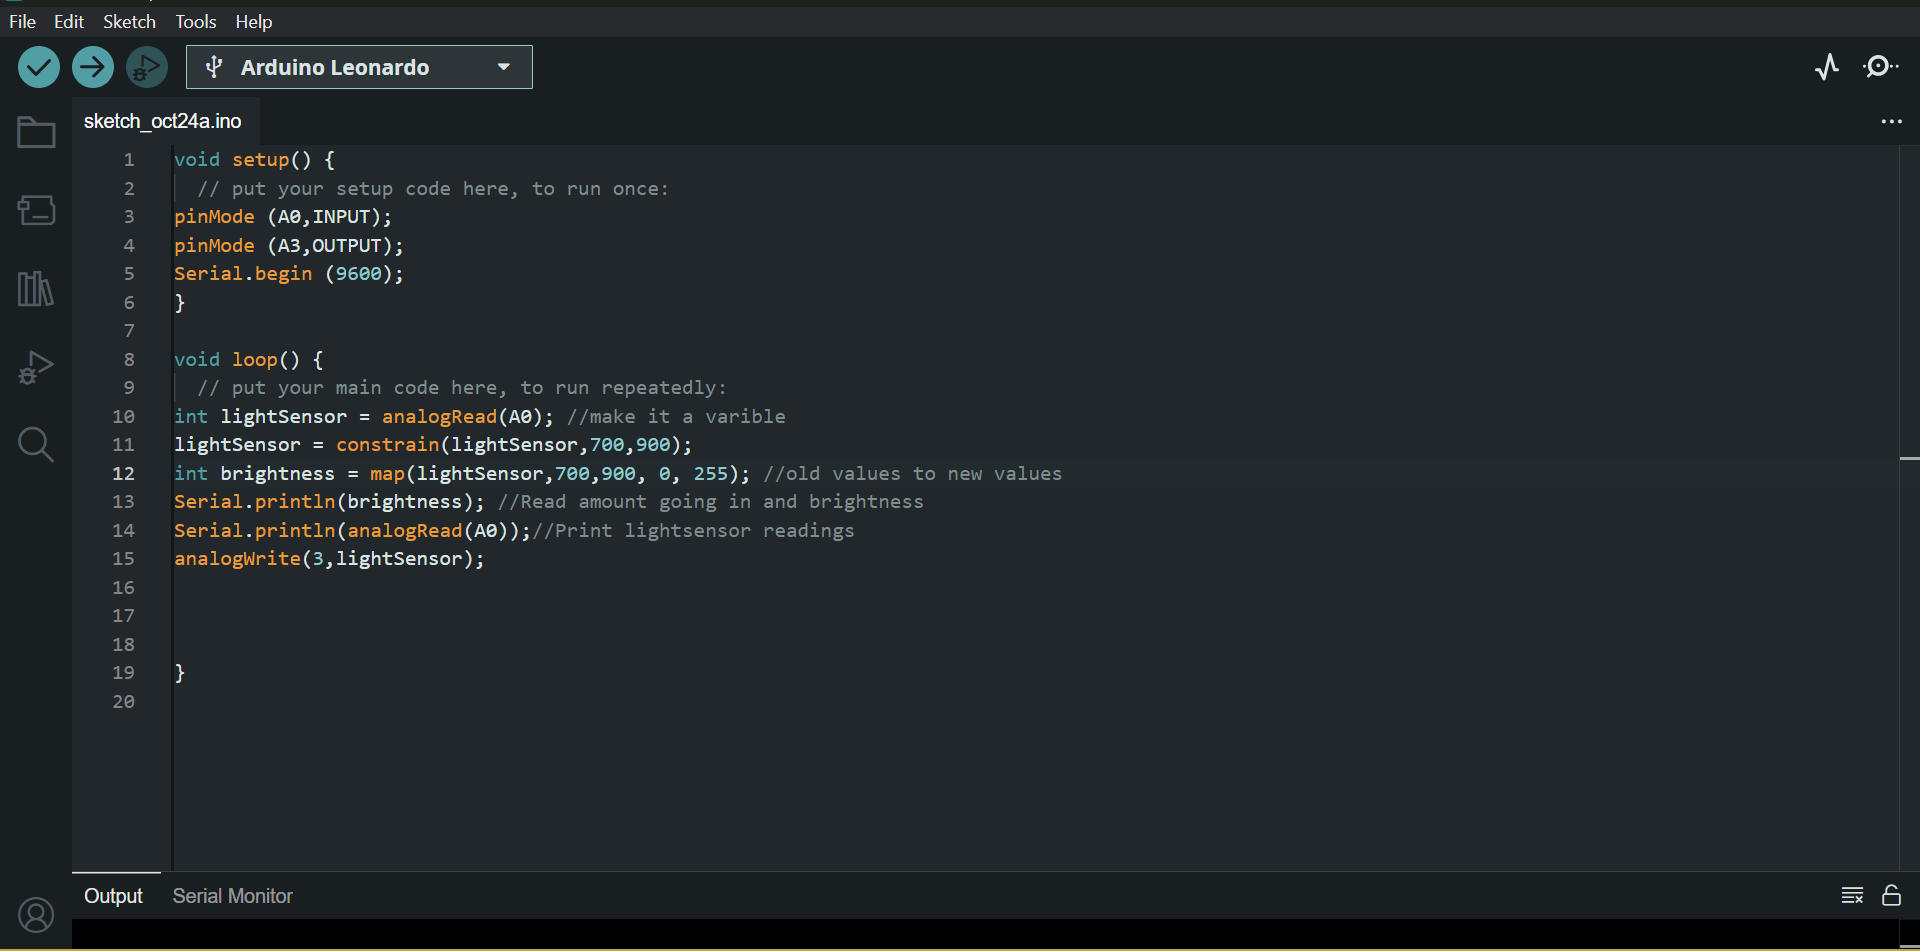 File Edit Sketch Tools Help
Arduino Leonardo
sketch_oct24a.ino
1 void setup() {
2 // put your setup code here, to run once:
3 pinMode (A0,INPUT);
4 pinMode (A3,OUTPUT);
5 Serial.begin (9600);
6 }
7
8 void loop() {
9 // put your main code here, to run repeatedly:
10 int lightSensor = analogRead(A0); //make it a varible
11 lightSensor = constrain(lightSensor,700,900);
12 int brightness = map(lightSensor,700,900, 0, 255); //old values to new values
13 Serial.println(brightness); //Read amount going in and brightness
14 Serial.println(analogRead(A0));//Print lightsensor readings
15 analogWrite(3,lightSensor);
16
17
18
19 }
20
Output Serial Monitor